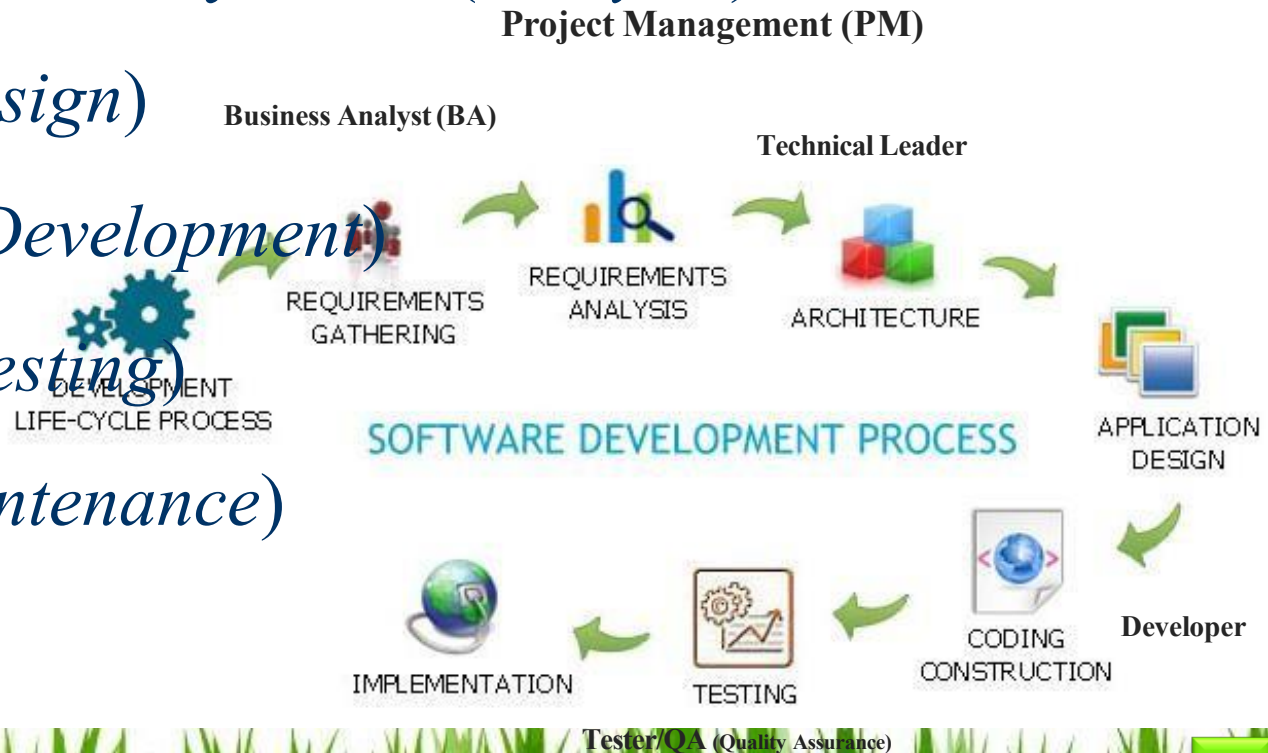 Project Management (PM)
sign)
Business Analyst (BA)
Technical Leader
Development)
REQUIREMENTS
GATHERING
REQUIREMENTS
ANALYSIS
ARCHITECTURE
esting)
DEVELOPMENT
LIFE-CYCLE PROCESS
SOFTWARE DEVELOPMENT PROCESS
APPLICATION
DESIGN
ntenance)
CODING
CONSTRUCTION
Developer
IMPLEMENTATION
TESTING
Tester/QA (Quality Assurance)